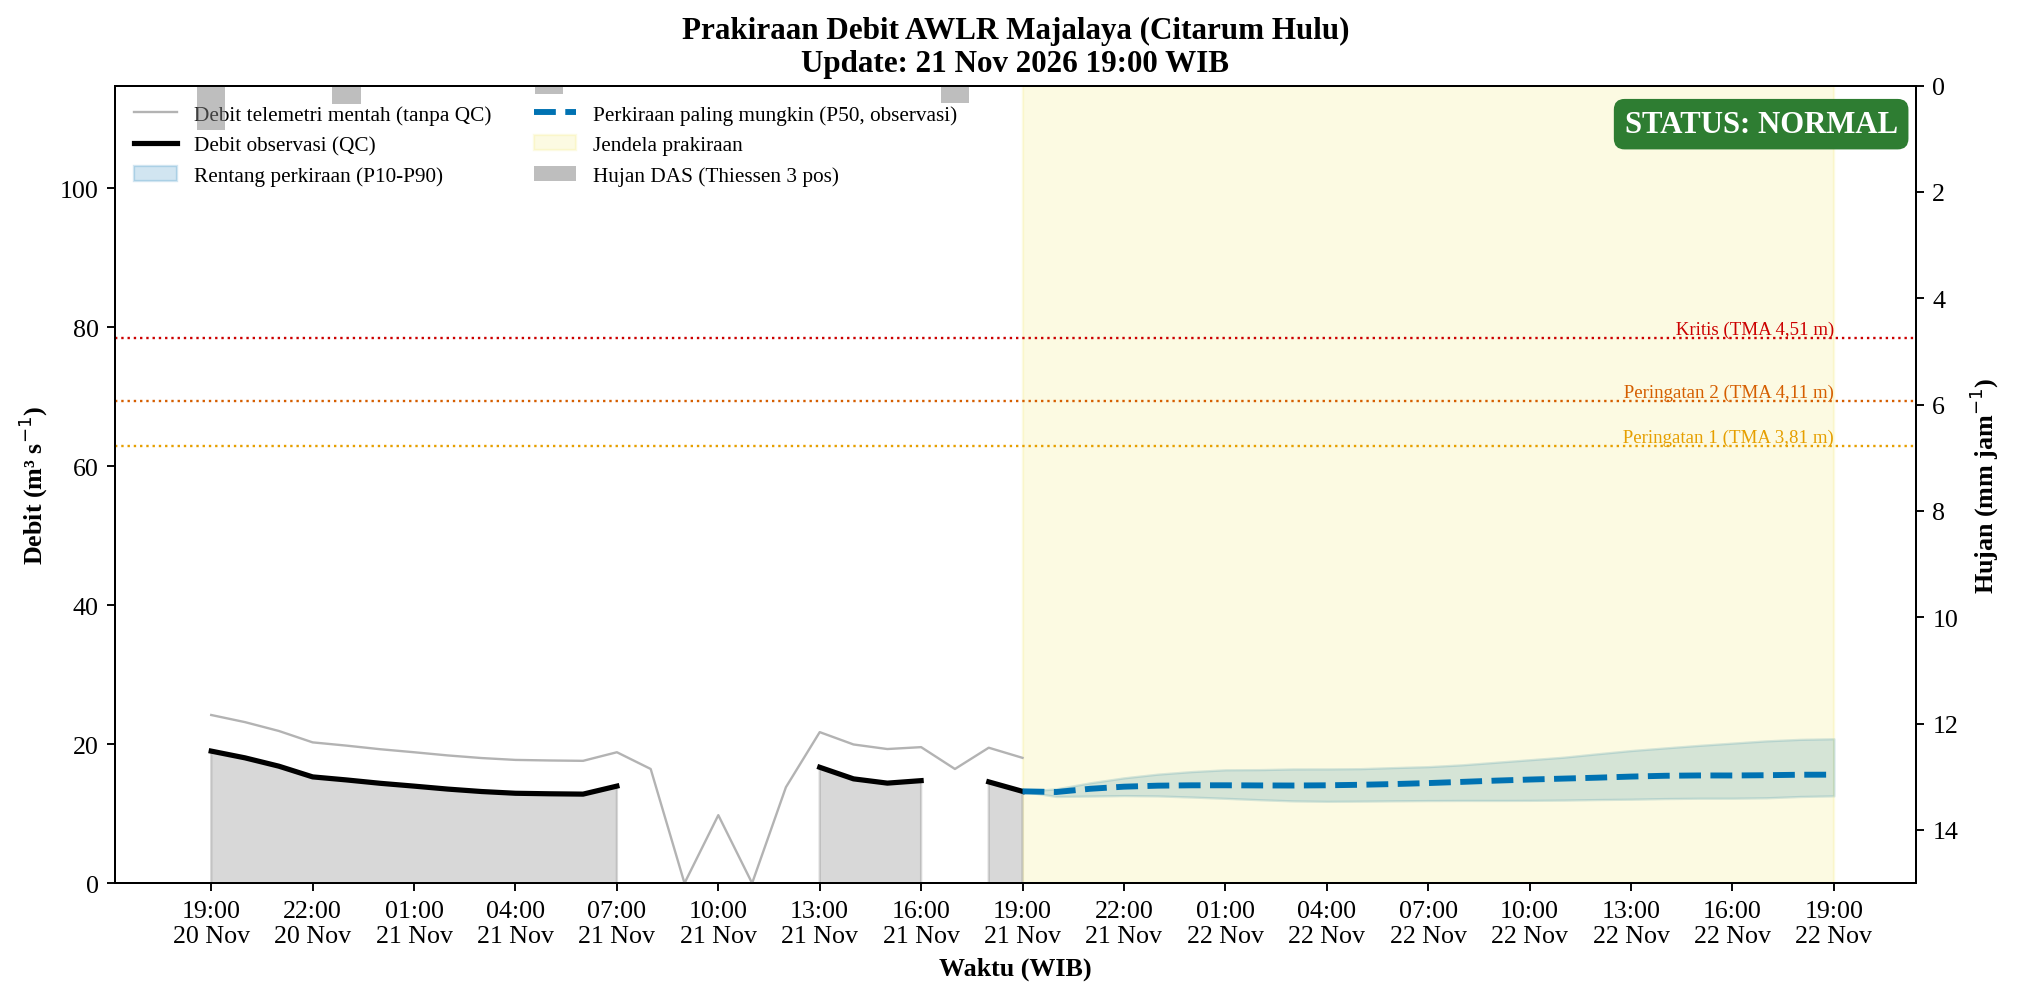 Prakiraan Debit AWLR Majalaya (Citarum Hulu)
Update: 21 Nov 2026 19:00 WIB
Debit telemetri mentah (tanpa QC)
Debit observasi (QC)
Rentang perkiraan (P10-P90)
Perkiraan paling mungkin (P50, observasi)
Jendela prakiraan
Hujan DAS (Thiessen 3 pos)
STATUS: NORMAL
Kritis (TMA 4,51 m)
Peringatan 2 (TMA 4,11 m)
Peringatan 1 (TMA 3,81 m)
Debit (m³ s⁻¹)
100
80
60
40
20
0
Hujan (mm jam⁻¹)
0
2
4
6
8
10
12
14
19:00 22:00 01:00 04:00 07:00 10:00 13:00 16:00 19:00 22:00 01:00 04:00 07:00 10:00 13:00 16:00 19:00
20 Nov 20 Nov 21 Nov 21 Nov 21 Nov 21 Nov 21 Nov 21 Nov 21 Nov 21 Nov 22 Nov 22 Nov 22 Nov 22 Nov 22 Nov 22 Nov 22 Nov
Waktu (WIB)